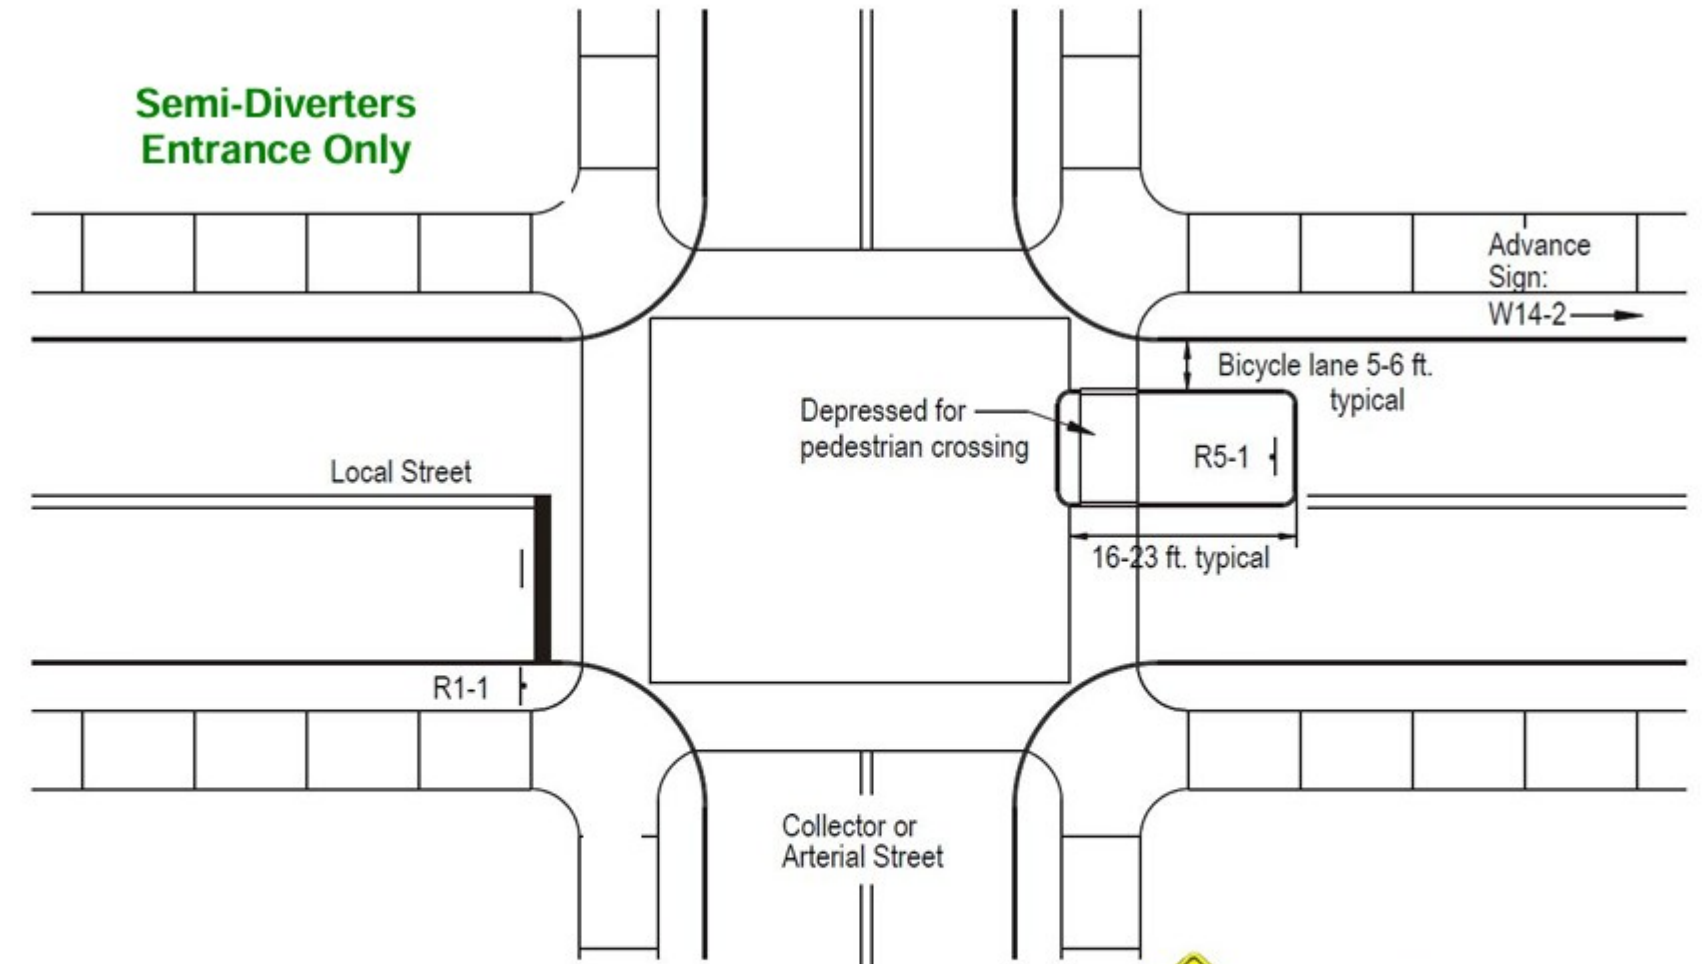 Semi-Diverters
Entrance Only
Advance
Sign:
W14-2
Bicycle lane 5-6 ft.
typical
Depressed for
pedestrian crossing
R5-1
Local Street
16-23 ft. typical
R1-1
Collector or
Arterial Street